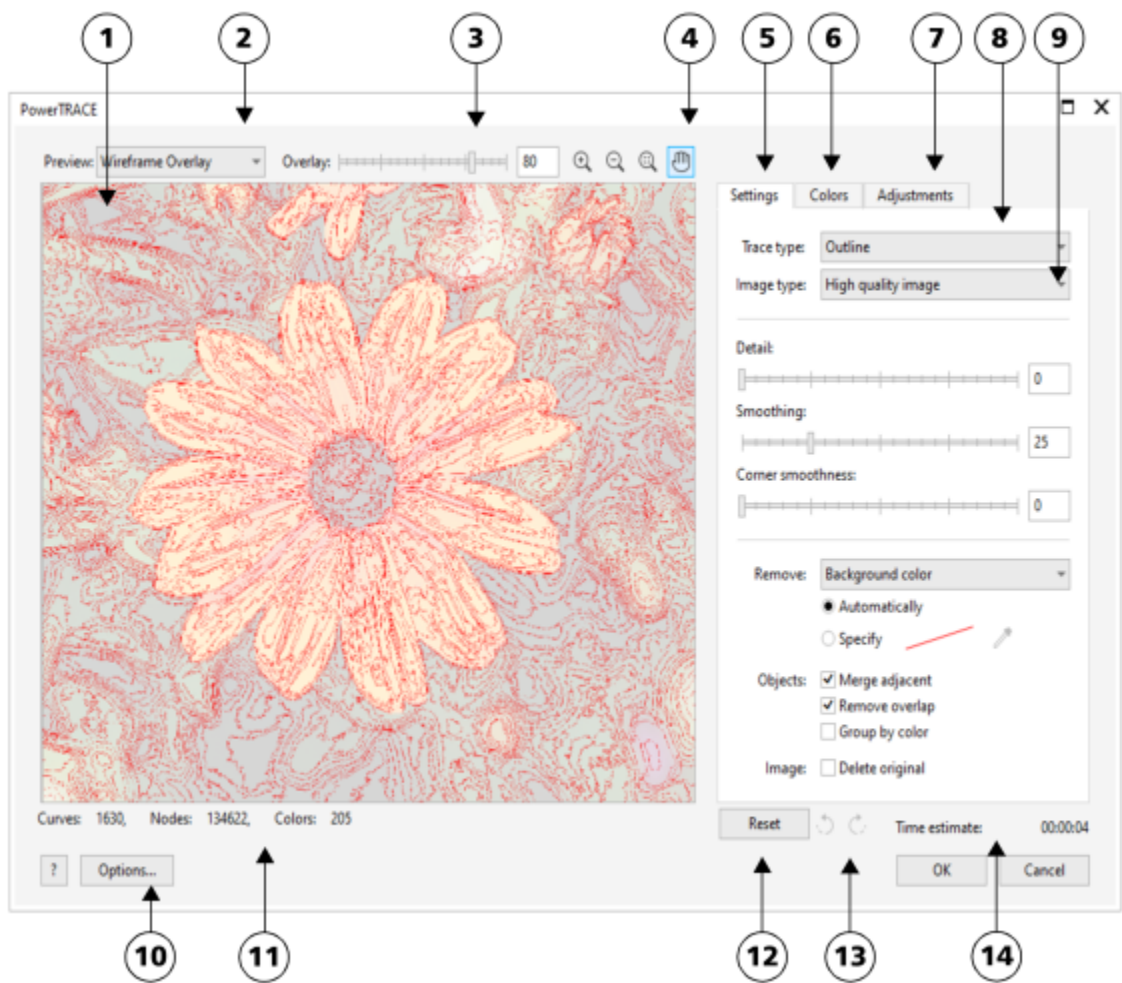 1 2 3 4 5 6 7 8 9
PowerTRACE
Preview: Wireframe Overlay Overlay: 80
Settings Colors Adjustments
Trace type: Outline
Image type: High quality image
Detail:
0
Smoothing:
25
Corner smoothness:
0
Remove: Background color
Automatically
Specify
Objects: Merge adjacent
Remove overlap
Group by color
Image: Delete original
Curves: 1630, Nodes: 134622, Colors: 205
Reset Time estimate: 00:00:04
? Options... OK Cancel
10 11 12 13 14